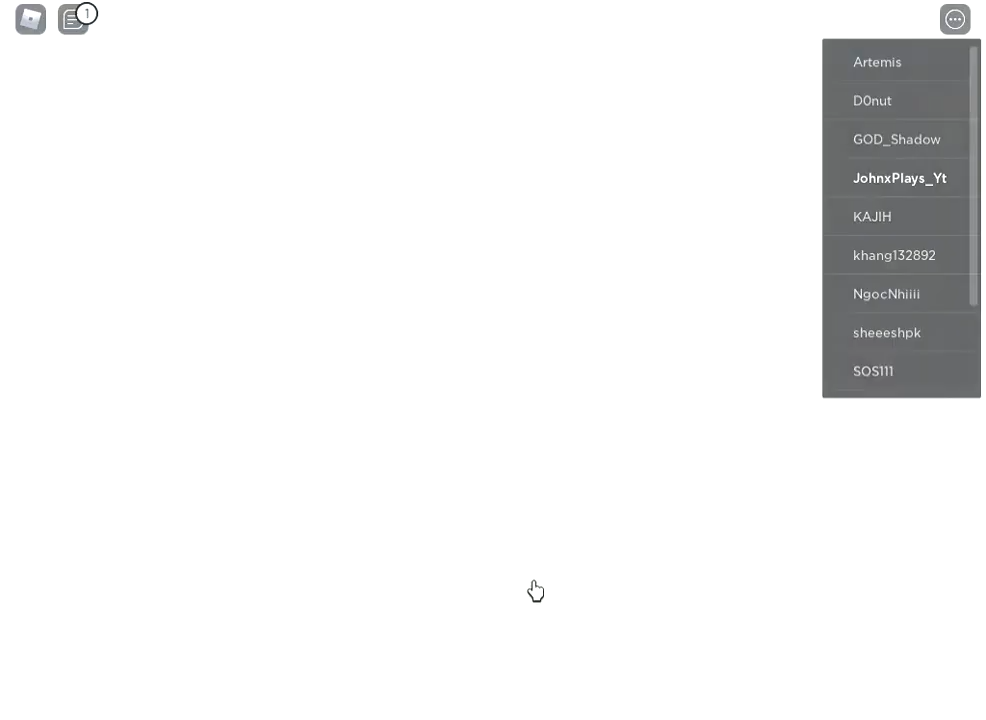 1
Artemis
D0nut
GOD_Shadow
JohnxPlays_Yt
KAJIH
khang132892
NgocNhiiii
sheeeshpk
SOS111